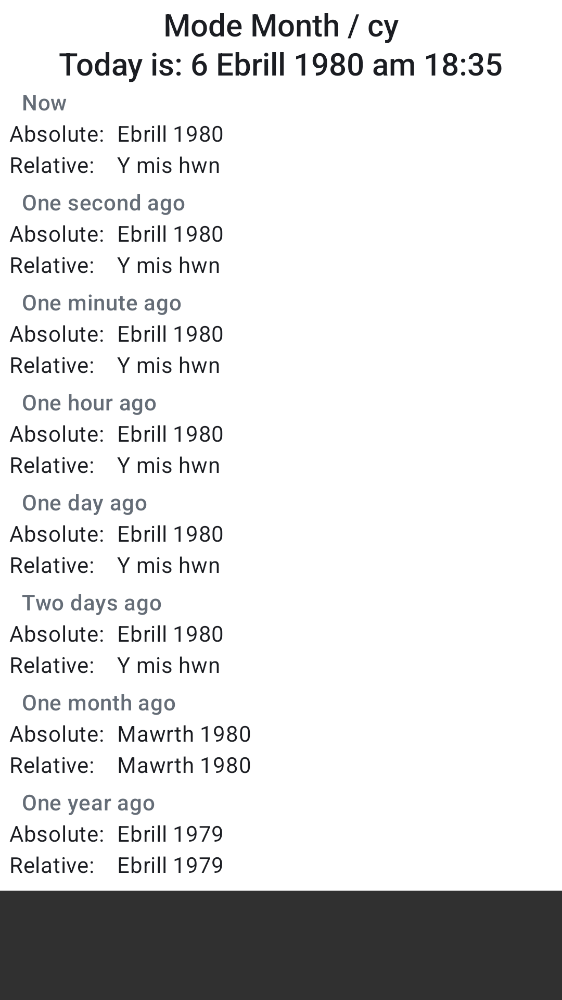 Mode Month / cy
Today is: 6 Ebrill 1980 am 18:35
Now
Absolute: Ebrill 1980
Relative: Y mis hwn
One second ago
Absolute: Ebrill 1980
Relative: Y mis hwn
One minute ago
Absolute: Ebrill 1980
Relative: Y mis hwn
One hour ago
Absolute: Ebrill 1980
Relative: Y mis hwn
One day ago
Absolute: Ebrill 1980
Relative: Y mis hwn
Two days ago
Absolute: Ebrill 1980
Relative: Y mis hwn
One month ago
Absolute: Mawrth 1980
Relative: Mawrth 1980
One year ago
Absolute: Ebrill 1979
Relative: Ebrill 1979